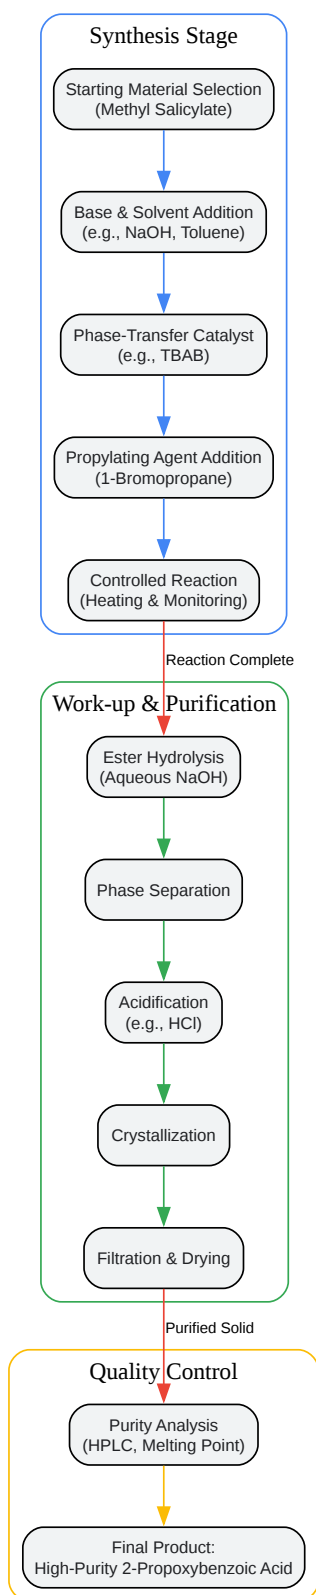 Synthesis Stage
Starting Material Selection
(Methyl Salicylate)
Base & Solvent Addition
(e.g., NaOH, Toluene)
Phase-Transfer Catalyst
(e.g., TBAB)
Propylating Agent Addition
(1-Bromopropane)
Controlled Reaction
(Heating & Monitoring)
Reaction Complete
Work-up & Purification
Ester Hydrolysis
(Aqueous NaOH)
Phase Separation
Acidification
(e.g., HCl)
Crystallization
Filtration & Drying
Purified Solid
Quality Control
Purity Analysis
(HPLC, Melting Point)
Final Product:
High-Purity 2-Propoxybenzoic Acid